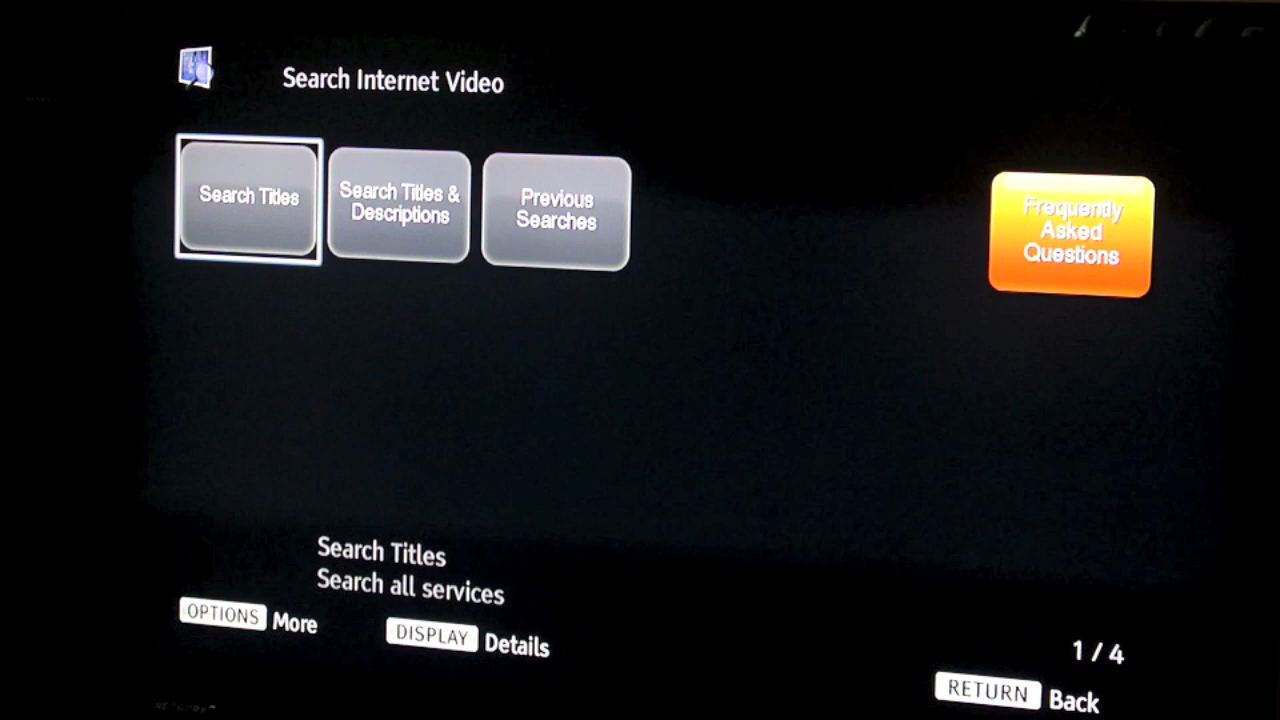 Search Internet Video
Search Titles
Search Titles &
Descriptions
Previous
Searches
Frequently
Asked
Questions
Search Titles
Search all services
OPTIONS More
DISPLAY Details
1 / 4
RETURN Back